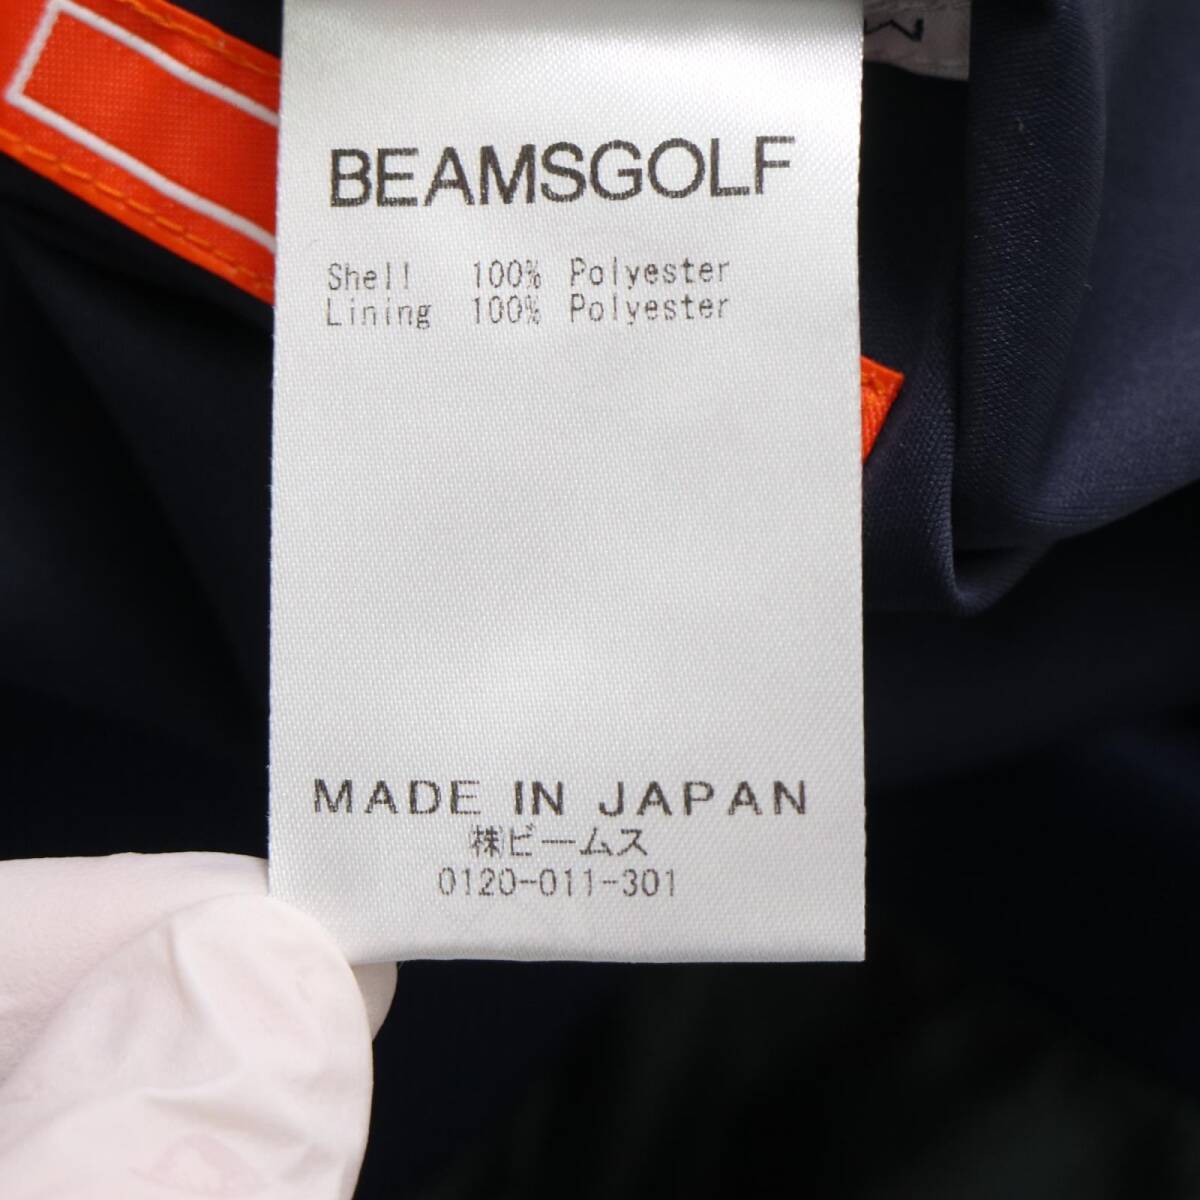 BEAMSGOLF
Shell 100% Polyester
Lining 100% Polyester
MADE IN JAPAN
㈱ビームス
0120-011-301